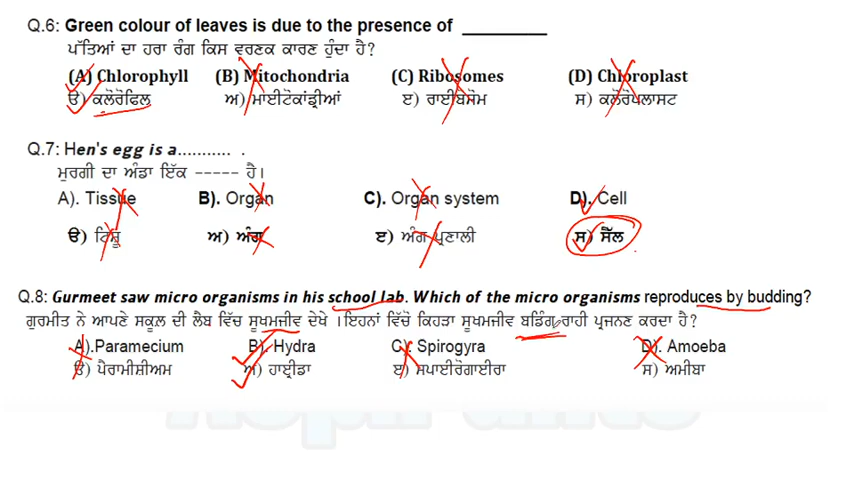 Q.6: Green colour of leaves is due to the presence of _________
ਪੱਤਿਆਂ ਦਾ ਹਰਾ ਰੰਗ ਕਿਸ ਵਰਣਕ ਕਾਰਣ ਹੁੰਦਾ ਹੈ?
(A) Chlorophyll (B) Mitochondria (C) Ribosomes (D) Chloroplast
ੳ) ਕਲੋਰੋਫਿਲ ਅ) ਮਾਈਟੋਕਾਂਡ੍ਰੀਆਂ ੲ) ਰਾਈਬੋਸੋਮ ਸ) ਕਲੋਰੋਪਲਾਸਟ
Q.7: Hen's egg is a........... .
ਮੁਰਗੀ ਦਾ ਅੰਡਾ ਇੱਕ ----- ਹੈ।
A). Tissue B). Organ C). Organ system D). Cell
ੳ) ਟਿਸ਼ੂ ਅ) ਅੰਗ ੲ) ਅੰਗ ਪ੍ਰਣਾਲੀ ਸ) ਸੈੱਲ
Q.8: Gurmeet saw micro organisms in his school lab. Which of the micro organisms reproduces by budding?
ਗੁਰਮੀਤ ਨੇ ਆਪਣੇ ਸਕੂਲ ਦੀ ਲੈਬ ਵਿੱਚ ਸੂਖਮਜੀਵ ਦੇਖੇ ।ਇਹਨਾਂ ਵਿੱਚੋ ਕਿਹੜਾ ਸੂਖਮਜੀਵ ਬਡਿੰਗ ਰਾਹੀ ਪ੍ਰਜਨਣ ਕਰਦਾ ਹੈ?
A).Paramecium B). Hydra C). Spirogyra D). Amoeba
ੳ) ਪੈਰਾਮੀਸ਼ੀਅਮ ਅ) ਹਾਈਡ੍ਰਾ ੲ) ਸਪਾਈਰੋਗਾਈਰਾ ਸ) ਅਮੀਬਾ